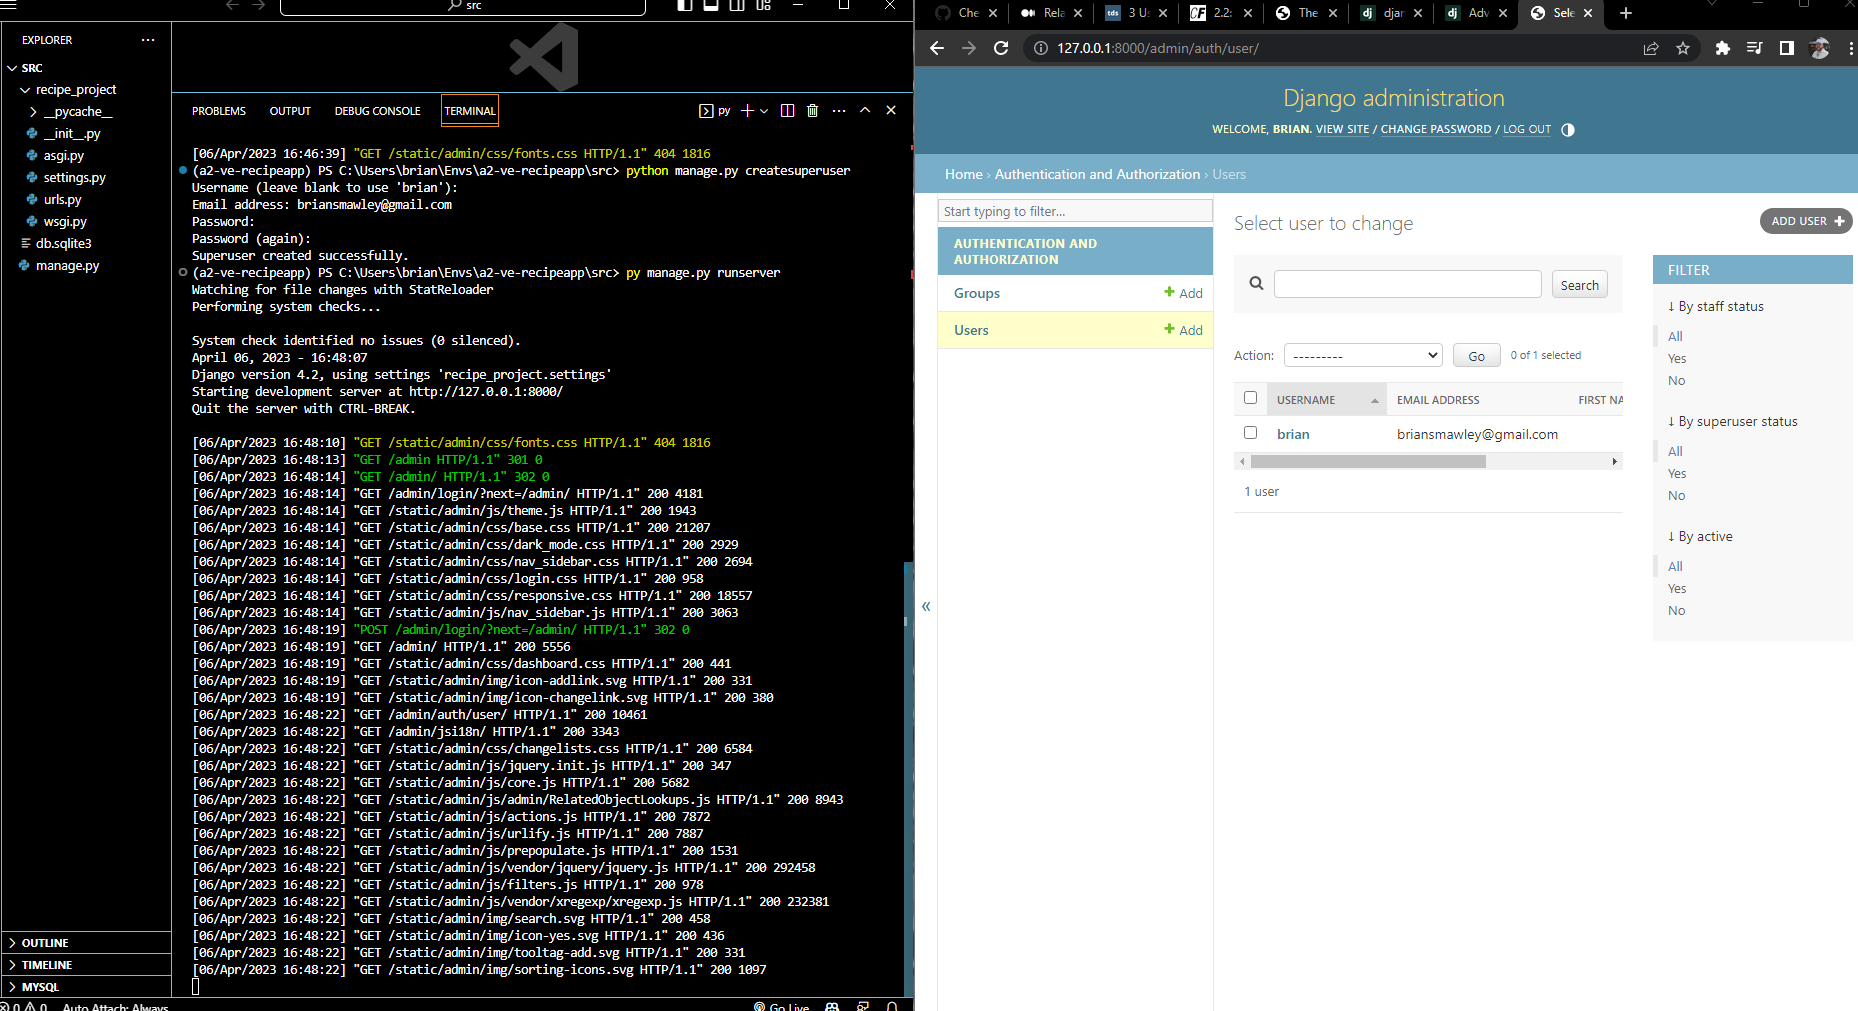 src
EXPLORER
SRC
recipe_project
__pycache__
__init__.py
asgi.py
settings.py
urls.py
wsgi.py
db.sqlite3
manage.py
OUTLINE
TIMELINE
MYSQL
0 0 Auto Attach: Always
Go Live
PROBLEMS OUTPUT DEBUG CONSOLE TERMINAL
py
[06/Apr/2023 16:46:39] "GET /static/admin/css/fonts.css HTTP/1.1" 404 1816
(a2-ve-recipeapp) PS C:\Users\brian\Envs\a2-ve-recipeapp\src> python manage.py createsuperuser
Username (leave blank to use 'brian'):
Email address: briansmawley@gmail.com
Password:
Password (again):
Superuser created successfully.
(a2-ve-recipeapp) PS C:\Users\brian\Envs\a2-ve-recipeapp\src> py manage.py runserver
Watching for file changes with StatReloader
Performing system checks...
System check identified no issues (0 silenced).
April 06, 2023 - 16:48:07
Django version 4.2, using settings 'recipe_project.settings'
Starting development server at http://127.0.0.1:8000/
Quit the server with CTRL-BREAK.
[06/Apr/2023 16:48:10] "GET /static/admin/css/fonts.css HTTP/1.1" 404 1816
[06/Apr/2023 16:48:13] "GET /admin HTTP/1.1" 301 0
[06/Apr/2023 16:48:14] "GET /admin/ HTTP/1.1" 302 0
[06/Apr/2023 16:48:14] "GET /admin/login/?next=/admin/ HTTP/1.1" 200 4181
[06/Apr/2023 16:48:14] "GET /static/admin/js/theme.js HTTP/1.1" 200 1943
[06/Apr/2023 16:48:14] "GET /static/admin/css/base.css HTTP/1.1" 200 21207
[06/Apr/2023 16:48:14] "GET /static/admin/css/dark_mode.css HTTP/1.1" 200 2929
[06/Apr/2023 16:48:14] "GET /static/admin/css/nav_sidebar.css HTTP/1.1" 200 2694
[06/Apr/2023 16:48:14] "GET /static/admin/css/login.css HTTP/1.1" 200 958
[06/Apr/2023 16:48:14] "GET /static/admin/css/responsive.css HTTP/1.1" 200 18557
[06/Apr/2023 16:48:14] "GET /static/admin/js/nav_sidebar.js HTTP/1.1" 200 3063
[06/Apr/2023 16:48:19] "POST /admin/login/?next=/admin/ HTTP/1.1" 302 0
[06/Apr/2023 16:48:19] "GET /admin/ HTTP/1.1" 200 5556
[06/Apr/2023 16:48:19] "GET /static/admin/css/dashboard.css HTTP/1.1" 200 441
[06/Apr/2023 16:48:19] "GET /static/admin/img/icon-addlink.svg HTTP/1.1" 200 331
[06/Apr/2023 16:48:19] "GET /static/admin/img/icon-changelink.svg HTTP/1.1" 200 380
[06/Apr/2023 16:48:22] "GET /admin/auth/user/ HTTP/1.1" 200 10461
[06/Apr/2023 16:48:22] "GET /admin/jsi18n/ HTTP/1.1" 200 3343
[06/Apr/2023 16:48:22] "GET /static/admin/css/changelists.css HTTP/1.1" 200 6584
[06/Apr/2023 16:48:22] "GET /static/admin/js/jquery.init.js HTTP/1.1" 200 347
[06/Apr/2023 16:48:22] "GET /static/admin/js/core.js HTTP/1.1" 200 5682
[06/Apr/2023 16:48:22] "GET /static/admin/js/admin/RelatedObjectLookups.js HTTP/1.1" 200 8943
[06/Apr/2023 16:48:22] "GET /static/admin/js/actions.js HTTP/1.1" 200 7872
[06/Apr/2023 16:48:22] "GET /static/admin/js/urlify.js HTTP/1.1" 200 7887
[06/Apr/2023 16:48:22] "GET /static/admin/js/prepopulate.js HTTP/1.1" 200 1531
[06/Apr/2023 16:48:22] "GET /static/admin/js/vendor/jquery/jquery.js HTTP/1.1" 200 292458
[06/Apr/2023 16:48:22] "GET /static/admin/js/filters.js HTTP/1.1" 200 978
[06/Apr/2023 16:48:22] "GET /static/admin/js/vendor/xregexp/xregexp.js HTTP/1.1" 200 232381
[06/Apr/2023 16:48:22] "GET /static/admin/img/search.svg HTTP/1.1" 200 458
[06/Apr/2023 16:48:22] "GET /static/admin/img/icon-yes.svg HTTP/1.1" 200 436
[06/Apr/2023 16:48:22] "GET /static/admin/img/tooltag-add.svg HTTP/1.1" 200 331
[06/Apr/2023 16:48:22] "GET /static/admin/img/sorting-icons.svg HTTP/1.1" 200 1097
Che Rela tds 3 U CF 2.2: The dj djar dj Adv Sele
127.0.0.1:8000/admin/auth/user/
Django administration
WELCOME, BRIAN. VIEW SITE / CHANGE PASSWORD / LOG OUT
Home › Authentication and Authorization › Users
Start typing to filter...
AUTHENTICATION AND
AUTHORIZATION
Groups + Add
Users + Add
«
Select user to change
ADD USER +
Search
Action: --------- Go 0 of 1 selected
USERNAME EMAIL ADDRESS FIRST NA
brian briansmawley@gmail.com
1 user
FILTER
↓ By staff status
All
Yes
No
↓ By superuser status
All
Yes
No
↓ By active
All
Yes
No